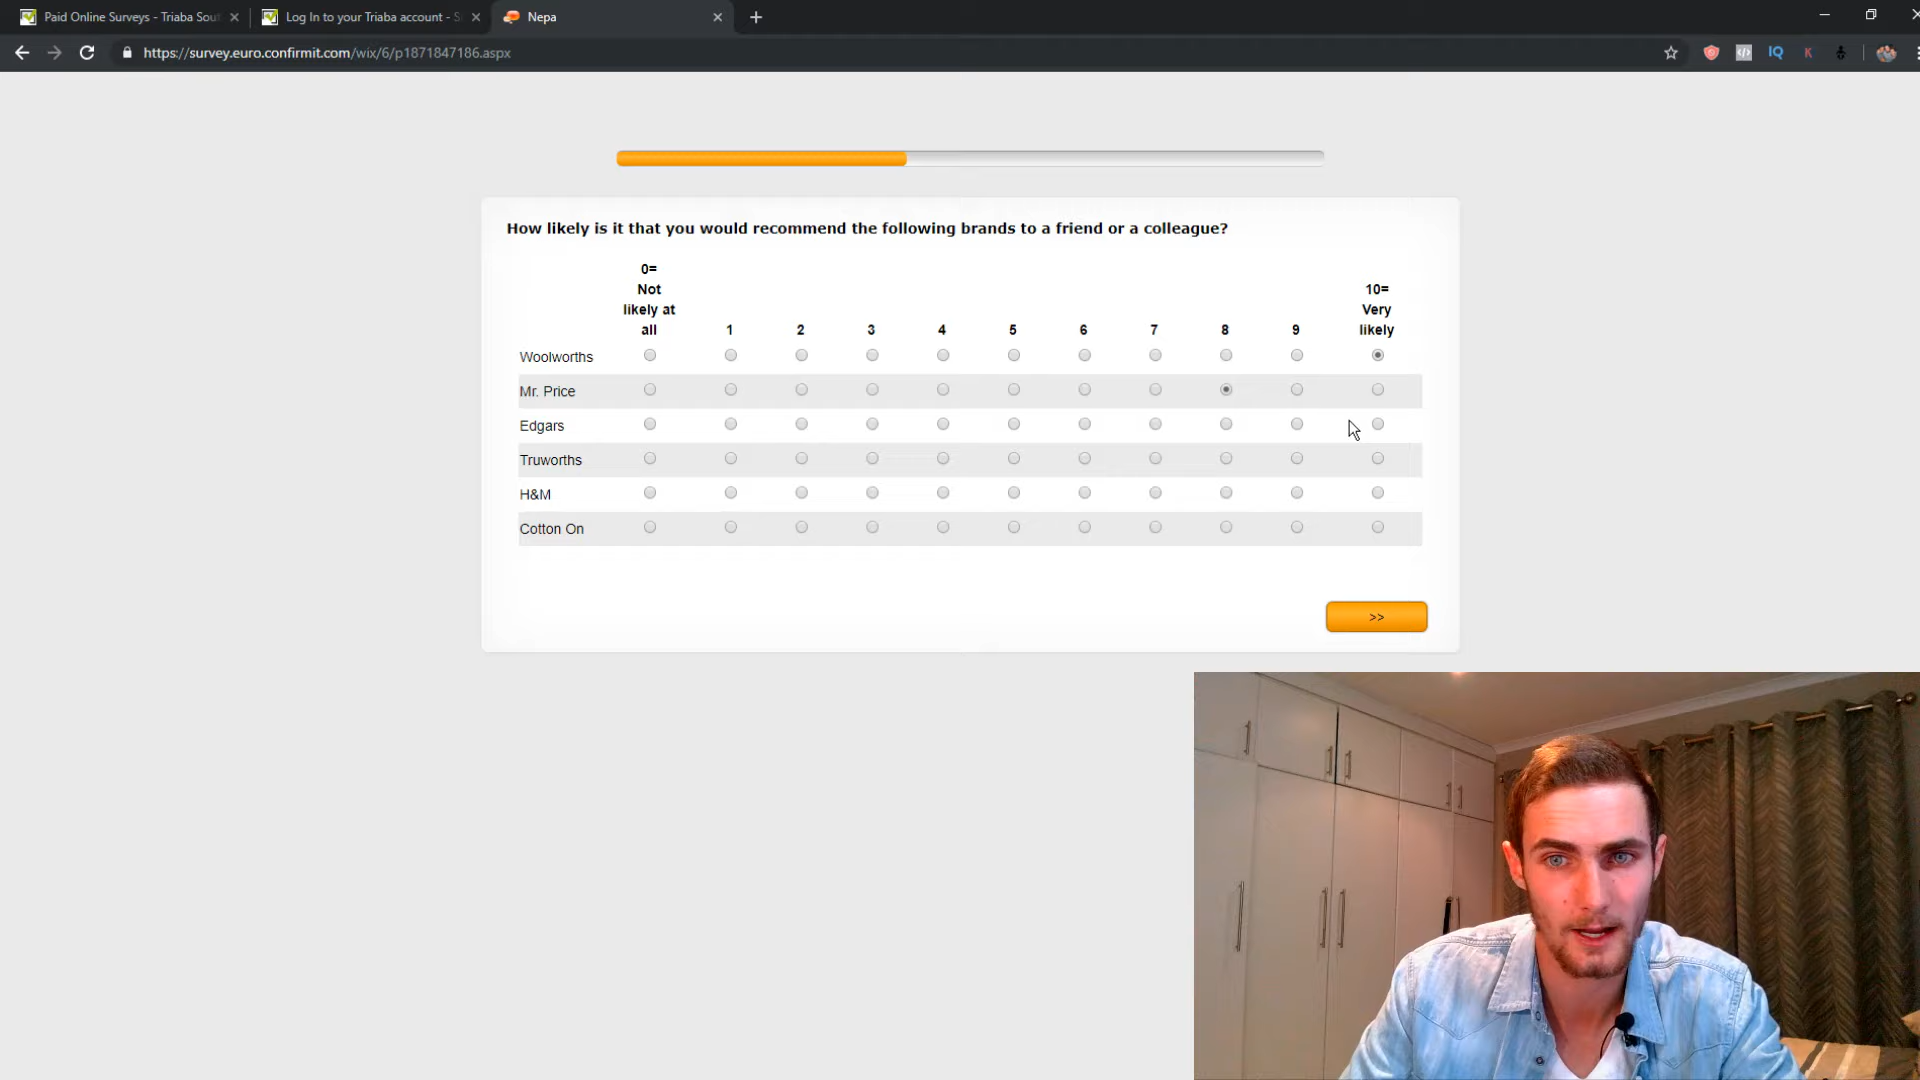 Paid Online Surveys - Triaba Sout
Log In to your Triaba account - S
Nepa
https://survey.euro.confirmit.com/wix/6/p1871847186.aspx
IQ
K
How likely is it that you would recommend the following brands to a friend or a colleague?
0=
Not
likely at
all
1
2
3
4
5
6
7
8
9
10=
Very
likely
Woolworths
Mr. Price
Edgars
Truworths
H&M
Cotton On
>>